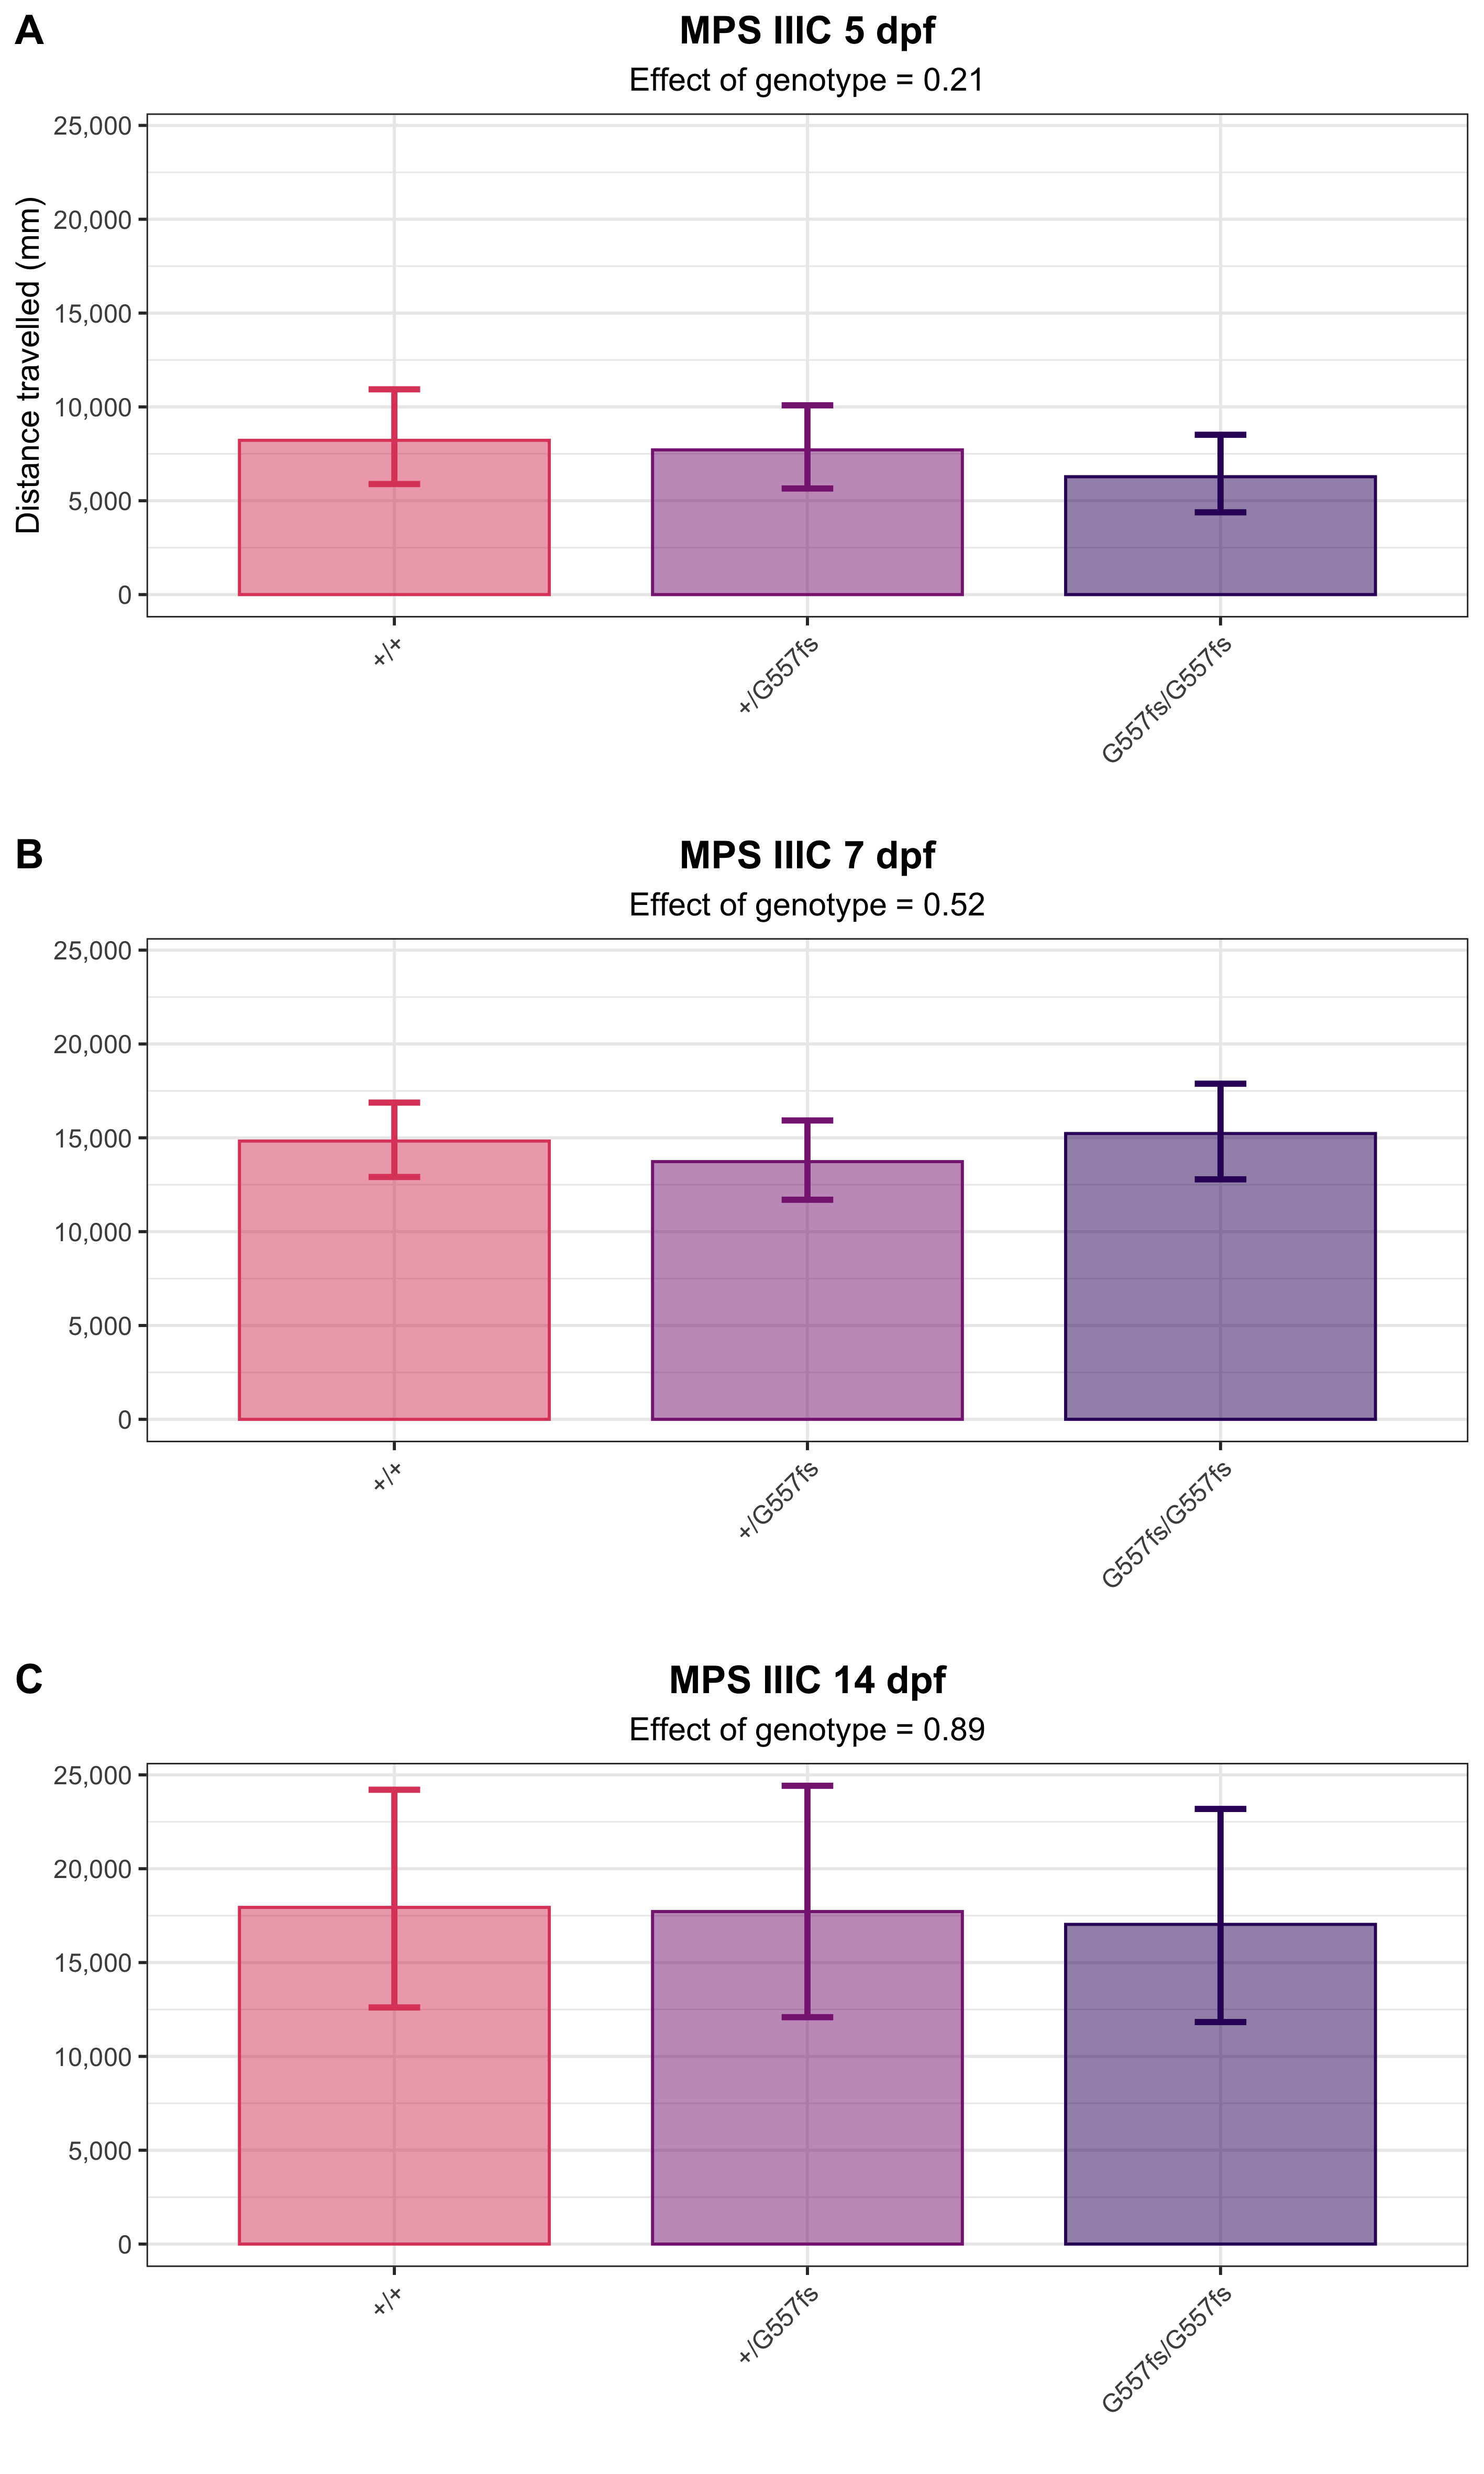 A
MPS IIIC 5 dpf
Effect of genotype = 0.21
Distance travelled (mm)
25,000
20,000
15,000
10,000
5,000
0
+/+
+/G557fs
G557fs/G557fs
B
MPS IIIC 7 dpf
Effect of genotype = 0.52
25,000
20,000
15,000
10,000
5,000
0
+/+
+/G557fs
G557fs/G557fs
C
MPS IIIC 14 dpf
Effect of genotype = 0.89
25,000
20,000
15,000
10,000
5,000
0
+/+
+/G557fs
G557fs/G557fs